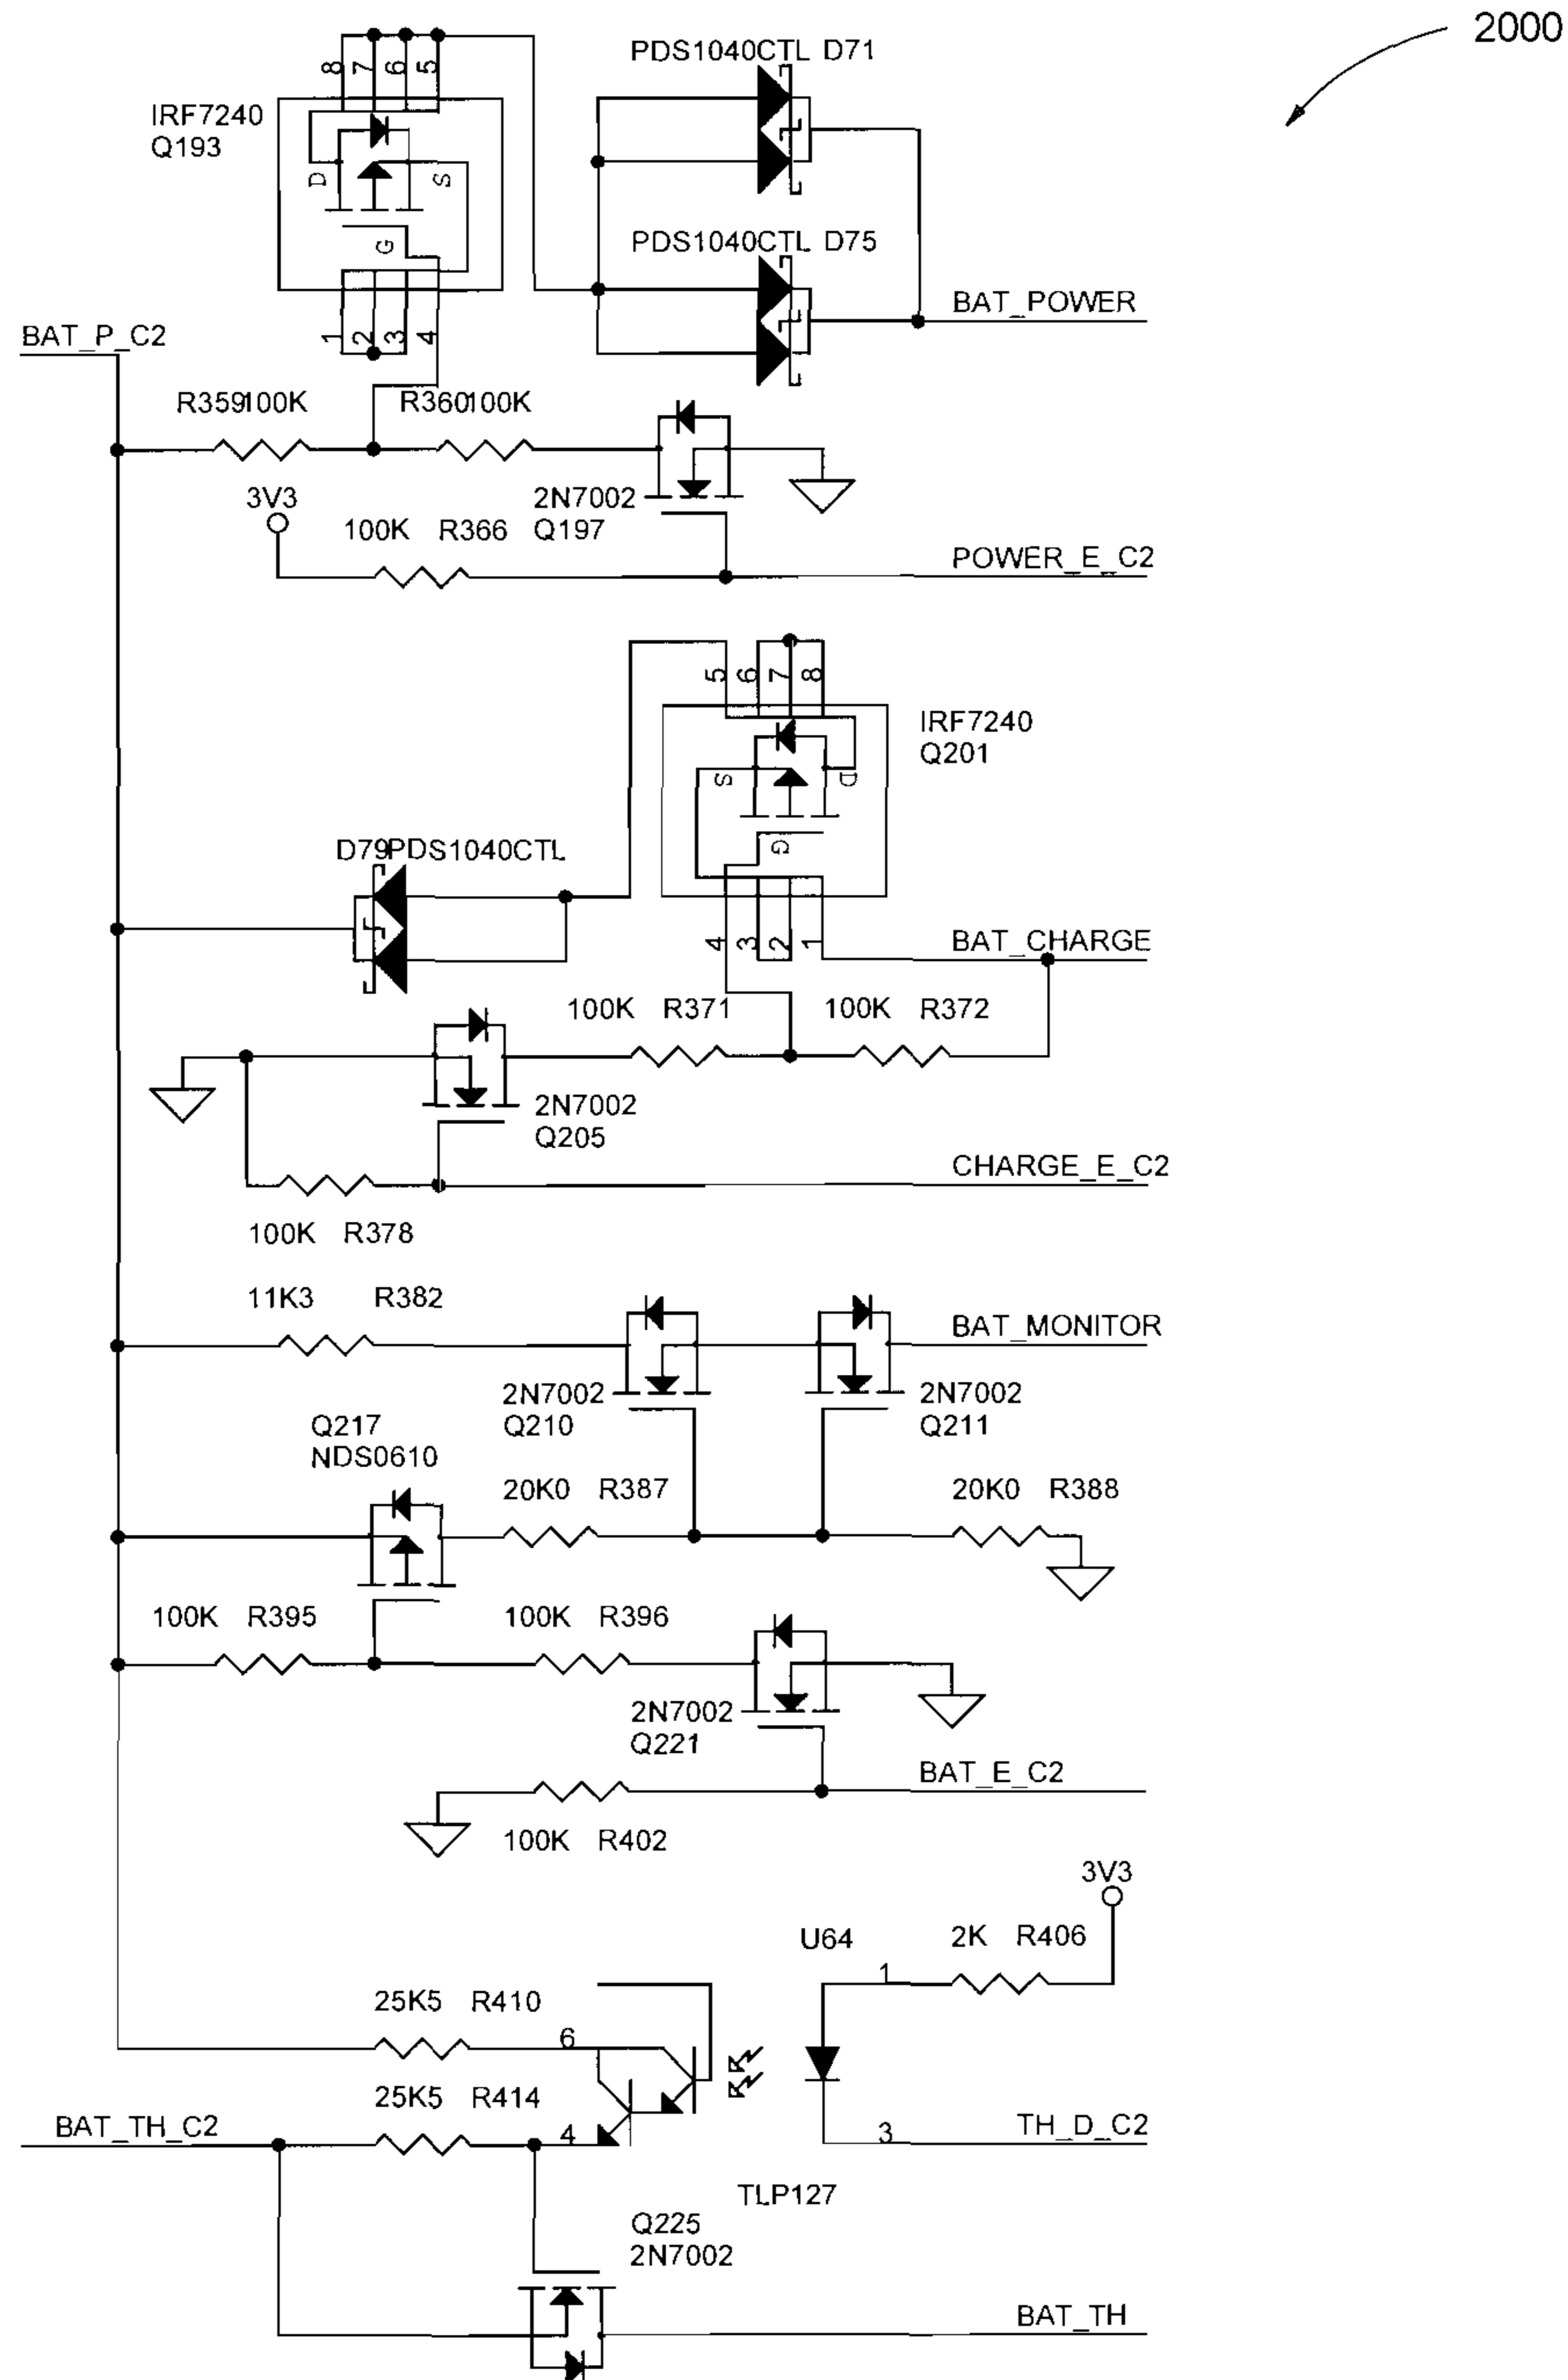 2000
PDS1040CTL D71
8 7 6 5
IRF7240
Q193
D S
G
PDS1040CTL D75
BAT_POWER
1 2 3 4
BAT_P_C2
R359100K R360100K
3V3
2N7002
100K R366 Q197
POWER_E_C2
5 6 7 8
IRF7240
Q201
S D
G
D79PDS1040CTL
4 3 2 1
BAT_CHARGE
100K R371 100K R372
2N7002
Q205
CHARGE_E_C2
100K R378
11K3 R382
BAT_MONITOR
2N7002
Q210
2N7002
Q211
Q217
NDS0610
20K0 R387 20K0 R388
100K R395 100K R396
2N7002
Q221
BAT_E_C2
100K R402
3V3
U64 2K R406
1
25K5 R410
6
25K5 R414
BAT_TH_C2
4
3
TH_D_C2
TLP127
Q225
2N7002
BAT_TH